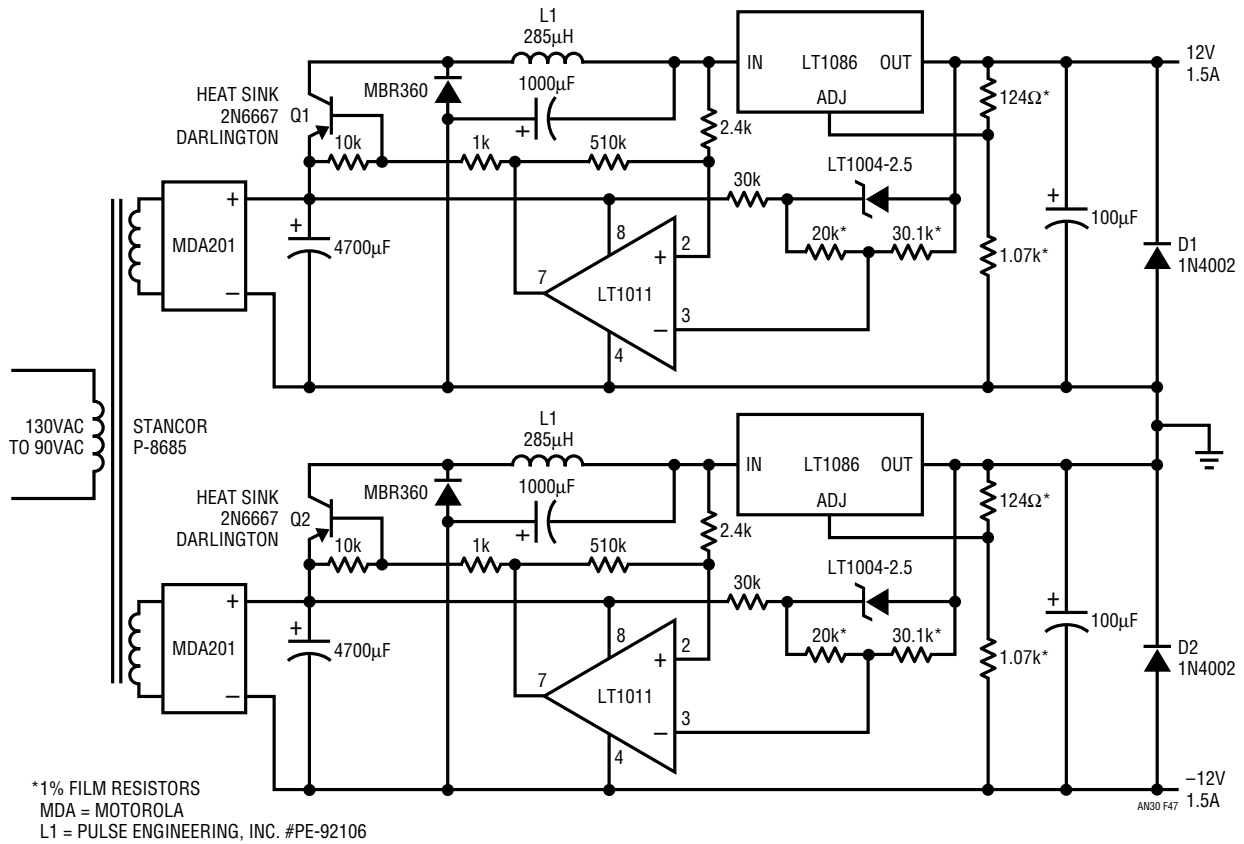 L1
285µH
HEAT SINK
2N6667
DARLINGTON
Q1
MBR360
1000µF
+
IN
LT1086
OUT
ADJ
12V
1.5A
124Ω*
2.4k
10k
1k
510k
LT1004-2.5
30k
20k*
30.1k*
1.07k*
+
100µF
D1
1N4002
MDA201
+
–
+
4700µF
8
2
+
7
LT1011
3
–
4
130VAC
TO 90VAC
STANCOR
P-8685
L1
285µH
HEAT SINK
2N6667
DARLINGTON
Q2
MBR360
1000µF
+
IN
LT1086
OUT
ADJ
124Ω*
2.4k
10k
1k
510k
LT1004-2.5
30k
20k*
30.1k*
1.07k*
+
100µF
D2
1N4002
MDA201
+
–
+
4700µF
8
2
+
7
LT1011
3
–
4
–12V
1.5A
AN30 F47
*1% FILM RESISTORS
MDA = MOTOROLA
L1 = PULSE ENGINEERING, INC. #PE-92106